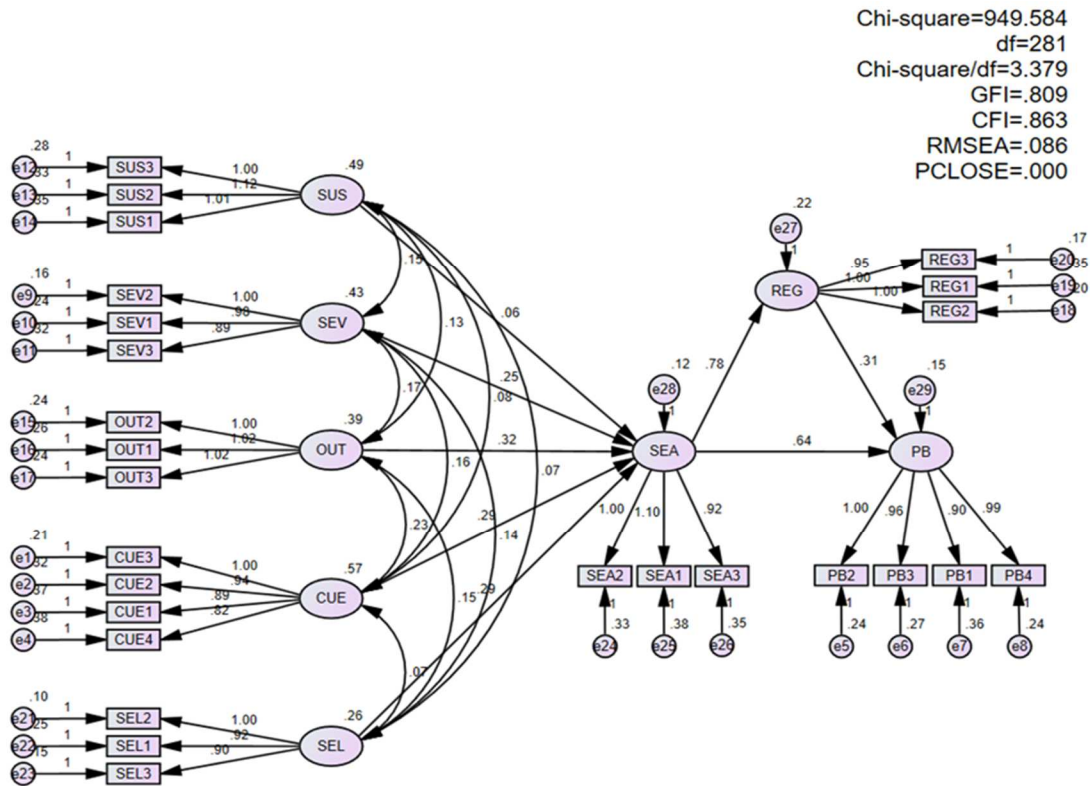 Chi-square=949.584
df=281
Chi-square/df=3.379
GFI=.809
CFI=.863
RMSEA=.086
PCLOSE=.000
.28
e12 1 SUS3 1.00 .49
.33
e13 1 SUS2 1.12 SUS
.35
e14 1 SUS1 1.01
.16
e9 1 SEV2 1.00 .43
.24
e10 1 SEV1 .98 SEV
.32
e11 1 SEV3 .89
.24
e15 1 OUT2 1.00 .39
.26
e16 1 OUT1 1.02 OUT
.24
e17 1 OUT3 1.02
.21
e1 1 CUE3 1.00 .57
.32
e2 1 CUE2 .94 CUE
.37
e3 1 CUE1 .89
.38
e4 1 CUE4 .82
.10
e21 1 SEL2 1.00 .26
.25
e22 1 SEL1 .92 SEL
.15
e23 1 SEL3 .90
.15
.13
.06
.17
.25
.08
.32
.16
.07
.23
.29
.14
.15
.29
.07
.22
e27
1
REG
.95 REG3 1 e20 .17
1.00 REG1 1 e19 .35
1.00 REG2 1 e18 .20
.78
.31
.12
e28
1
SEA
.64
.15
e29
1
PB
1.00 1.10 .92
SEA2 SEA1 SEA3
1 1 1
.33 .38 .35
e24 e25 e26
1.00 .96 .90 .99
PB2 PB3 PB1 PB4
1 1 1 1
.24 .27 .36 .24
e5 e6 e7 e8